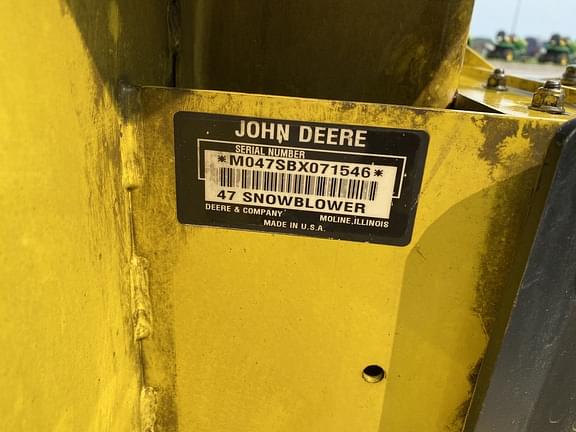 JOHN DEERE
SERIAL NUMBER
*M047SBX071546*
47 SNOWBLOWER
DEERE & COMPANY MOLINE, ILLINOIS
MADE IN U.S.A.